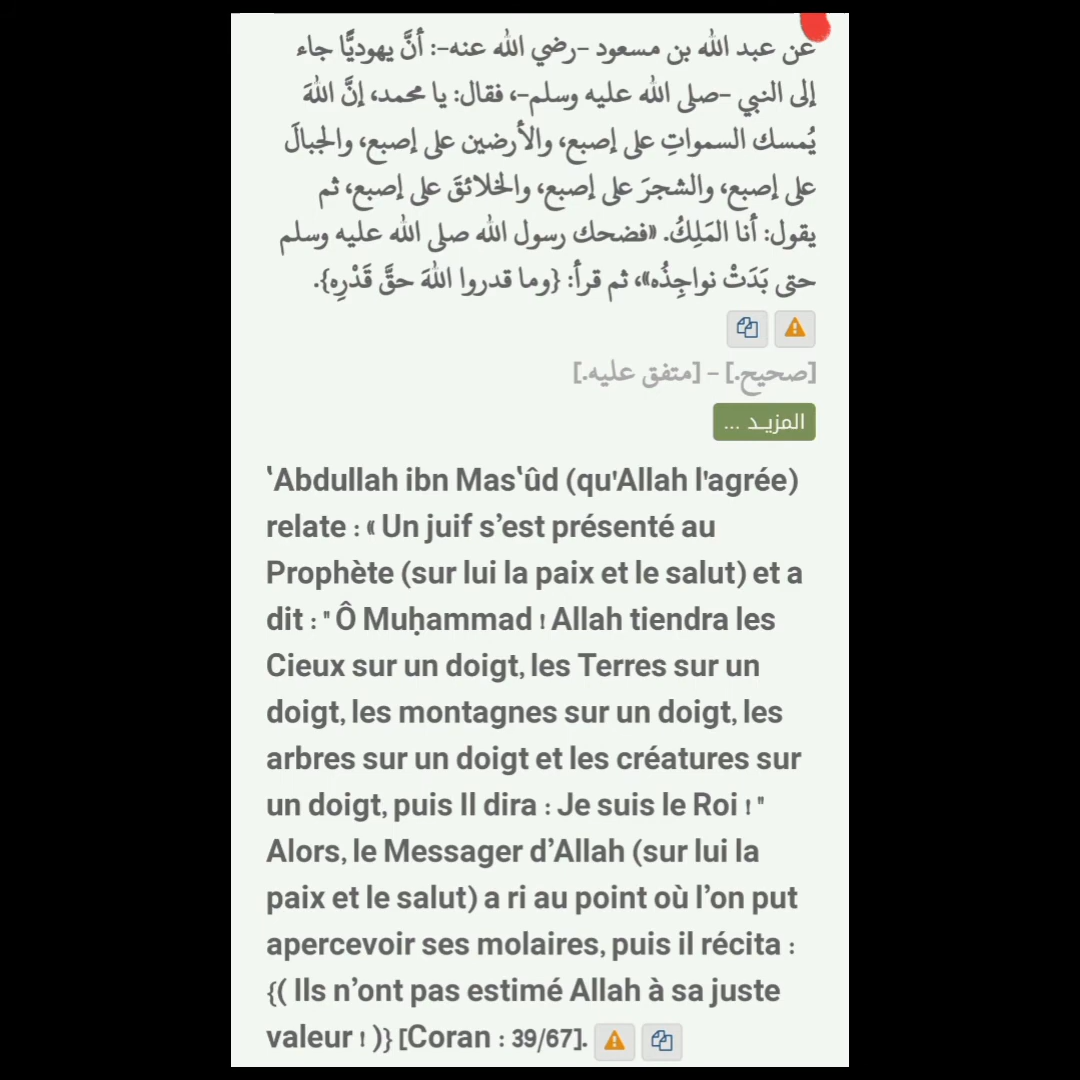 عن عبد الله بن مسعود -رضي الله عنه-: أنَّ يهوديًّا جاء
إلى النبي -صلى الله عليه وسلم-، فقال: يا محمد، إنَّ اللهَ
يُمسك السمواتِ على إصبع، والأرضين على إصبع، والجبالَ
على إصبع، والشجرَ على إصبع، والخلائقَ على إصبع، ثم
يقول: أنا المَلِكُ. «فضحك رسول الله صلى الله عليه وسلم
حتى بَدَتْ نواجِذُه»، ثم قرأ: {وما قدروا اللهَ حقَّ قَدْرِهِ}.
[صحيح.] - [متفق عليه.]
المزيـد ...
‛Abdullah ibn Mas‛ûd (qu'Allah l'agrée)
relate : « Un juif s’est présenté au
Prophète (sur lui la paix et le salut) et a
dit : " Ô Muḥammad ! Allah tiendra les
Cieux sur un doigt, les Terres sur un
doigt, les montagnes sur un doigt, les
arbres sur un doigt et les créatures sur
un doigt, puis Il dira : Je suis le Roi ! "
Alors, le Messager d’Allah (sur lui la
paix et le salut) a ri au point où l’on put
apercevoir ses molaires, puis il récita :
{( Ils n’ont pas estimé Allah à sa juste
valeur ! )} [Coran : 39/67].